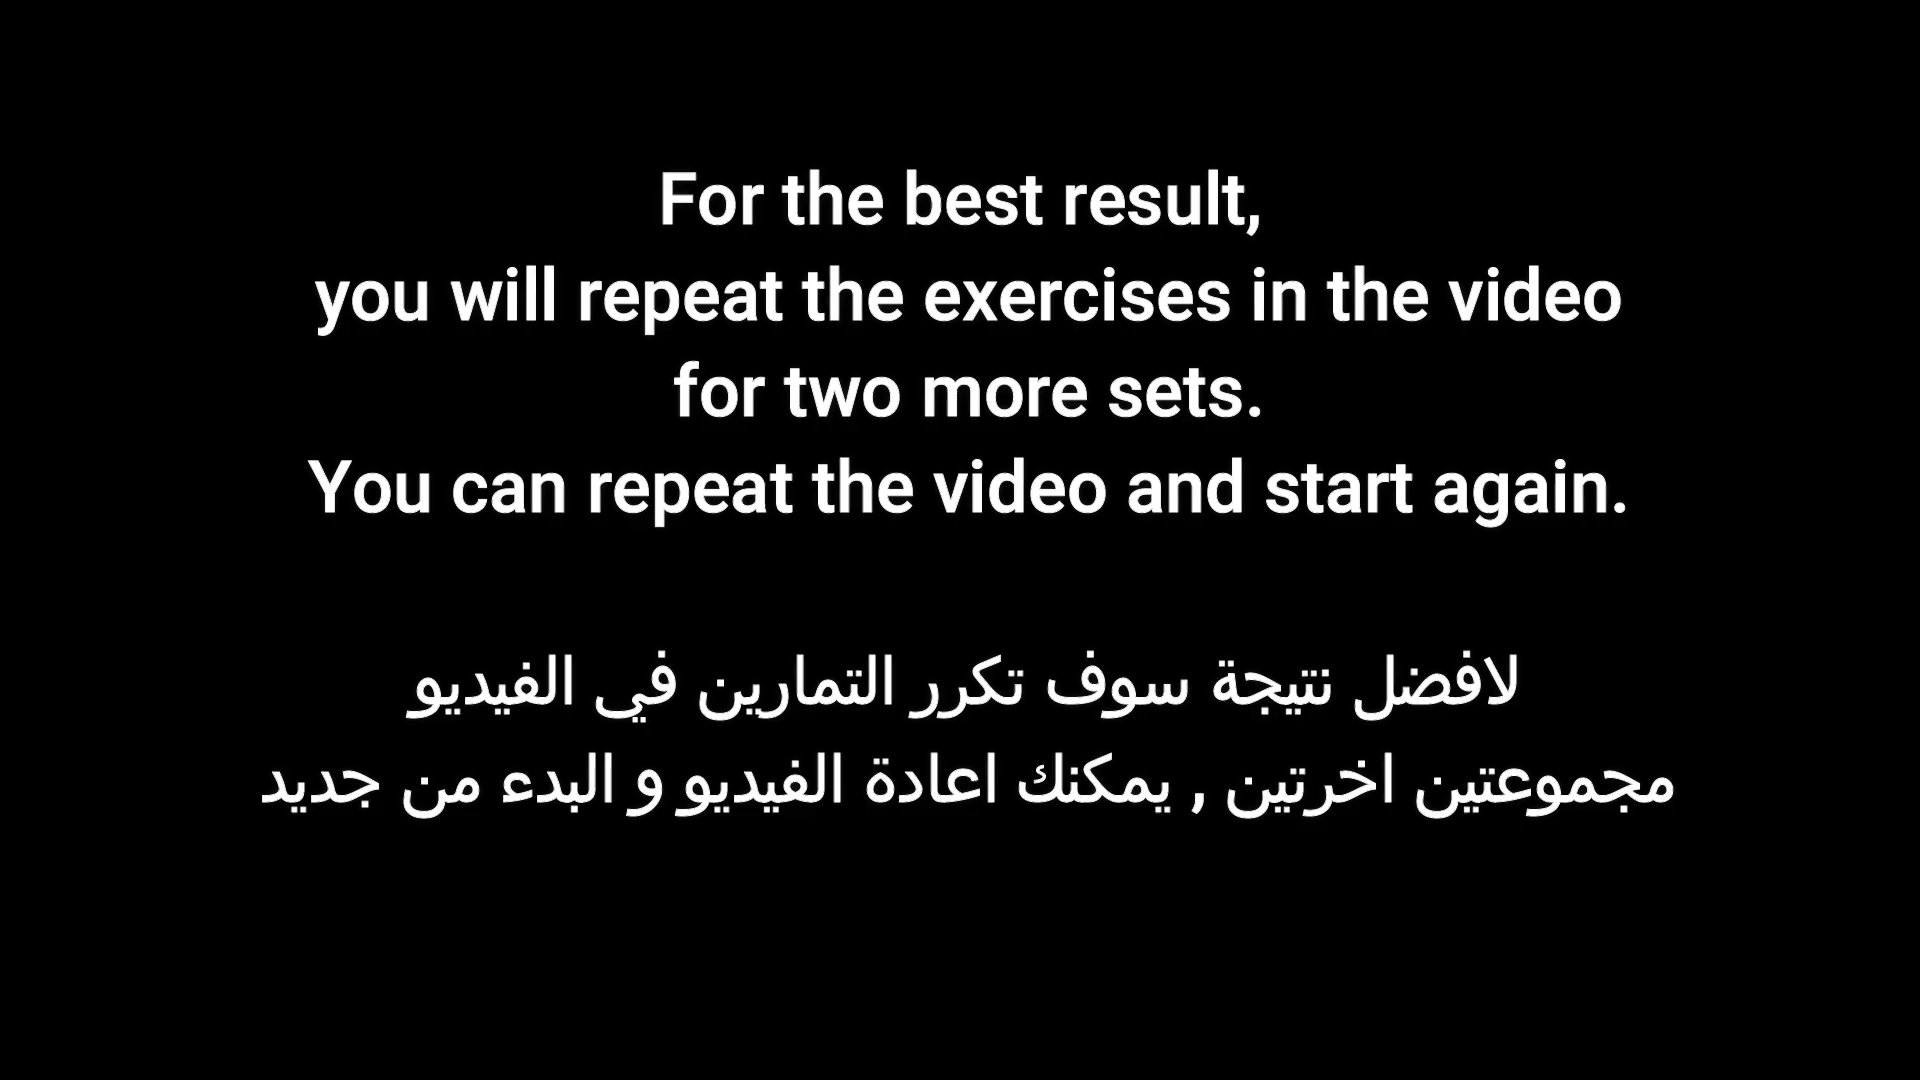 For the best result,
you will repeat the exercises in the video
for two more sets.
You can repeat the video and start again.
لافضل نتيجة سوف تكرر التمارين في الفيديو
مجموعتين اخرتين , يمكنك اعادة الفيديو و البدء من جديد